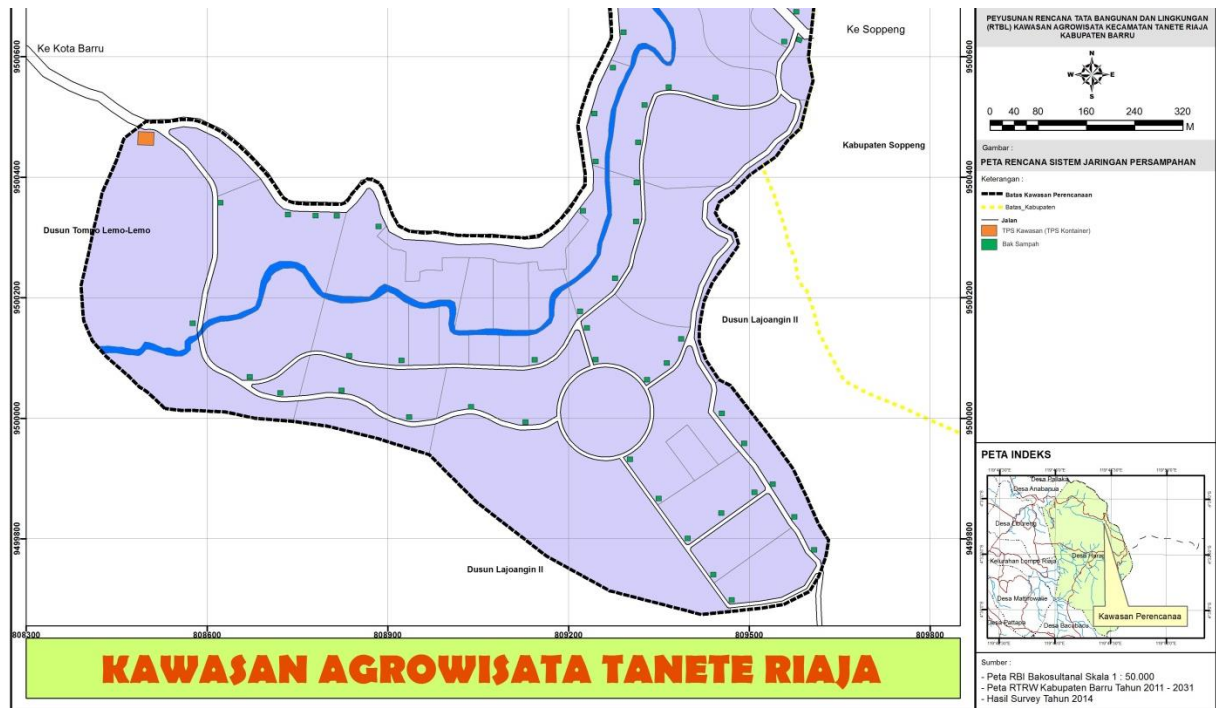 Ke Kota Barru
Ke Soppeng
Kabupaten Soppeng
Dusun Tompo Lemo-Lemo
Dusun Lajoangin II
Dusun Lajoangin II
9500600
9500400
9500200
9500000
9499800
9500600
9500400
9500200
9500000
9499800
808300
808600
808900
809200
809500
809800
KAWASAN AGROWISATA TANETE RIAJA
PEYUSUNAN RENCANA TATA BANGUNAN DAN LINGKUNGAN
(RTBL) KAWASAN AGROWISATA KECAMATAN TANETE RIAJA
KABUPATEN BARRU
N
W E
S
0 40 80 160 240 320
M
Gambar :
PETA RENCANA SISTEM JARINGAN PERSAMPAHAN
Keterangan :
Batas Kawasan Perencanaan
Batas_Kabupaten
Jalan
TPS Kawasan (TPS Kontainer)
Bak Sampah
PETA INDEKS
Desa Anabanua
Kelurahan Lompo Riaja
Desa Mattirowalie
Desa Pattapa
Desa Bacabacu
Kawasan Perencanaa
Sumber :
- Peta RBI Bakosultanal Skala 1 : 50.000
- Peta RTRW Kabupaten Barru Tahun 2011 - 2031
- Hasil Survey Tahun 2014